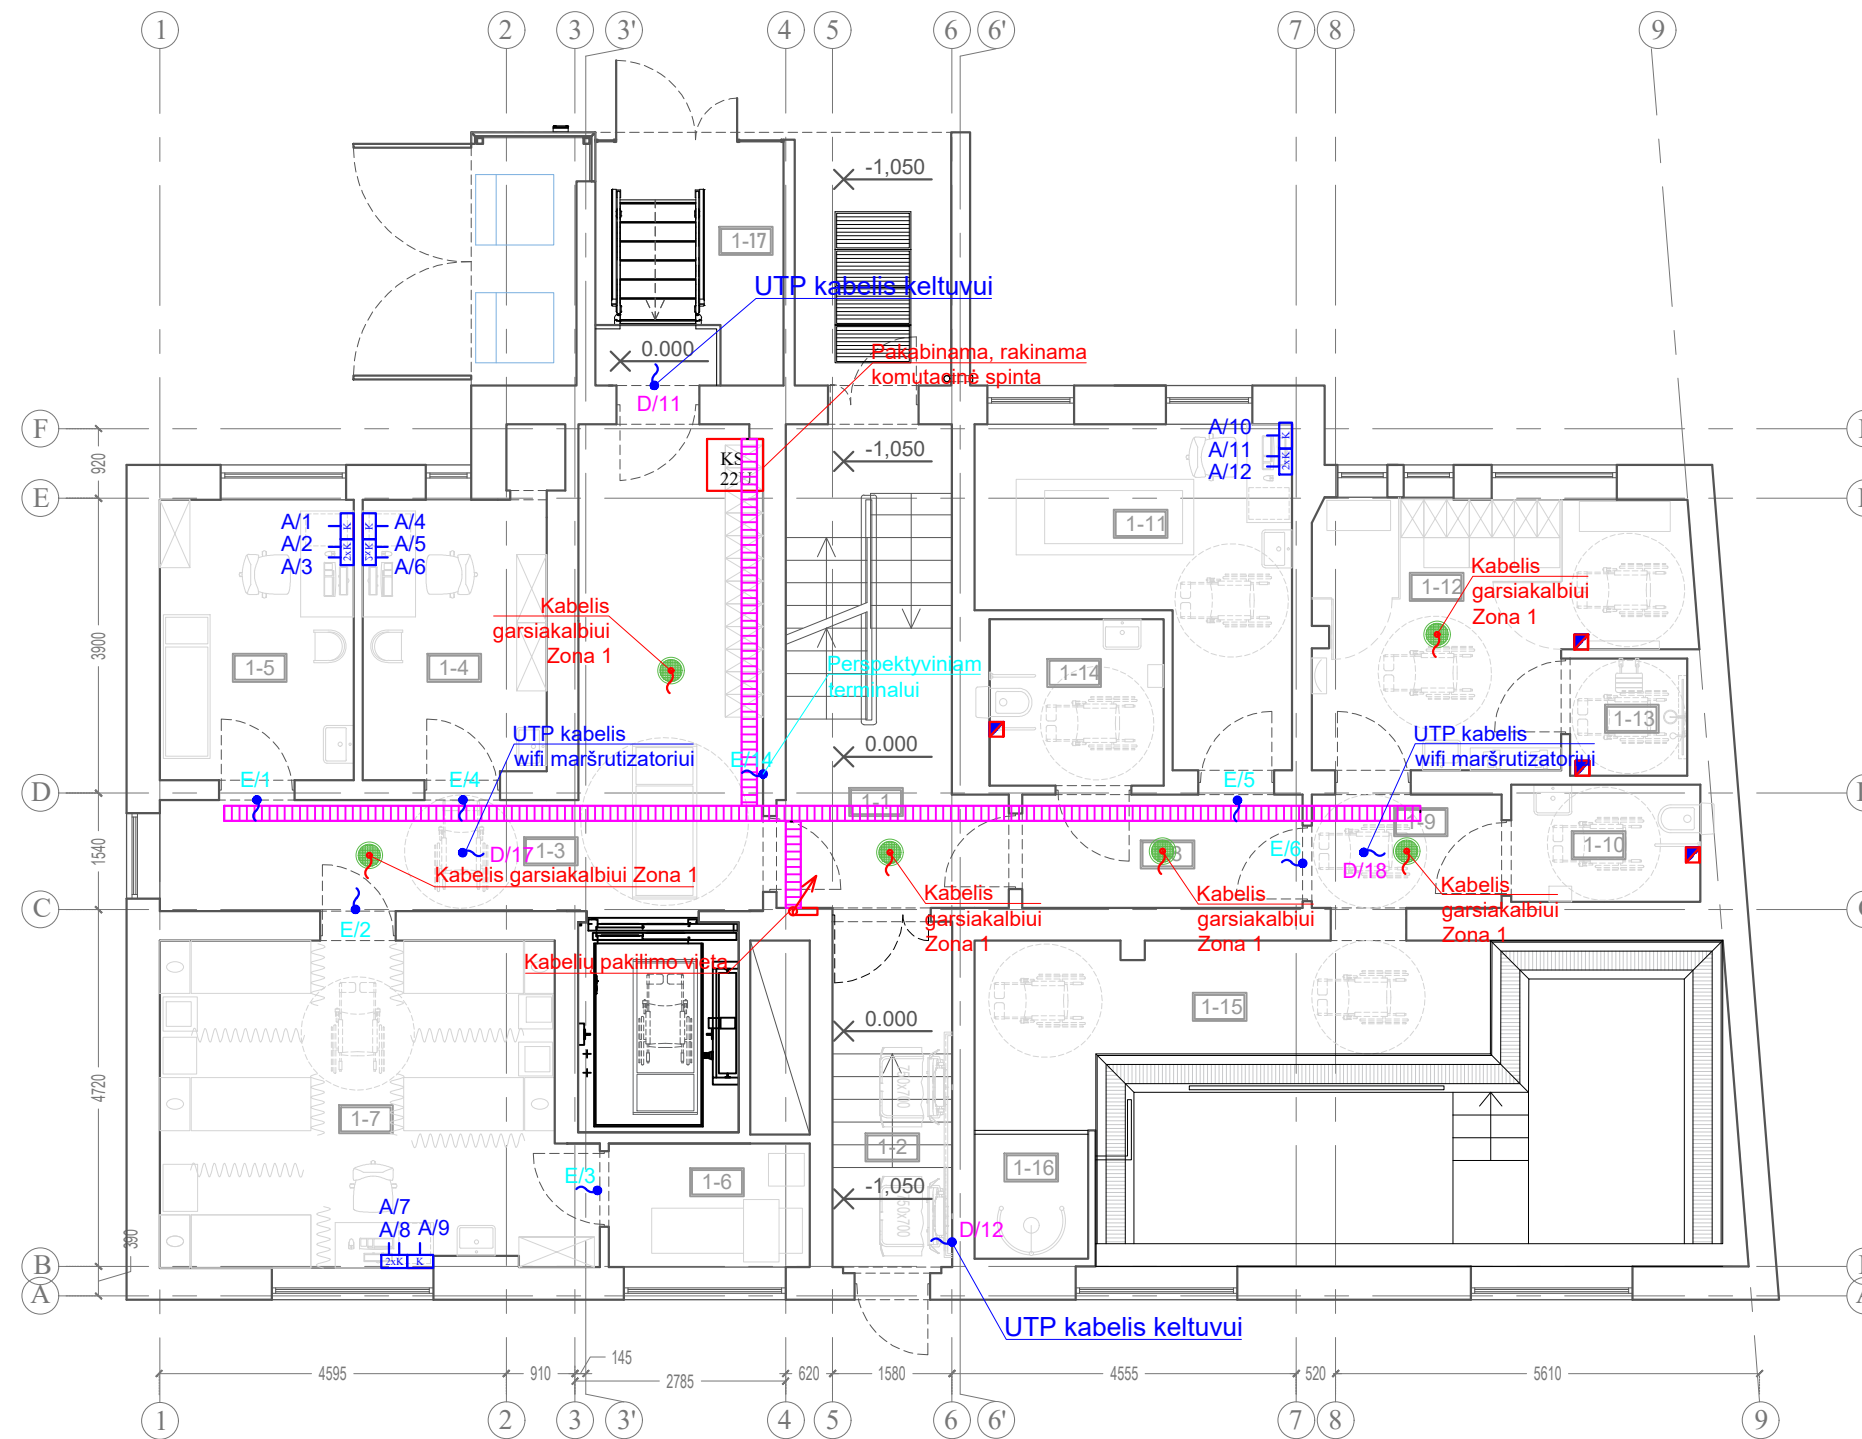 1 2 3 3' 4 5 6 6' 7 8 9
-1,050
1-17
UTP kabelis keltuvui
0.000
Pakabinama, rakinama
komutacinė spinta
D/11
F
A/10
A/11
A/12
K
2xK
920
KS
22U
-1,050
E
A/1
A/2
A/3
K
2xK
K
A/4
A/5
A/6
1-11
Kabelis
garsiakalbiui
Zona 1
1-12
Kabelis
garsiakalbiui
Zona 1
3900
1-5
1-4
Perspektyviniam
terminalui
1-14
1-13
UTP kabelis
wifi maršrutizatoriui
0.000
UTP kabelis
wifi maršrutizatoriui
E/14
E/1
E/4
E/5
D
1-1
1-9
1540
D/17
1-3
Kabelis garsiakalbiui Zona 1
E/6
D/18
1-10
Kabelis
garsiakalbiui
Zona 1
Kabelis
garsiakalbiui
Zona 1
Kabelis
garsiakalbiui
Zona 1
C
E/2
Kabelių pakilimo vieta
1-15
0.000
4720
1-7
1-2
1-16
E/3
1-6
-1,050
A/7
A/8 A/9
2xK K
D/12
390
B
A
UTP kabelis keltuvui
4595 910 145 2785 620 1580 4555 520 5610
1 2 3 3' 4 5 6 6' 7 8 9